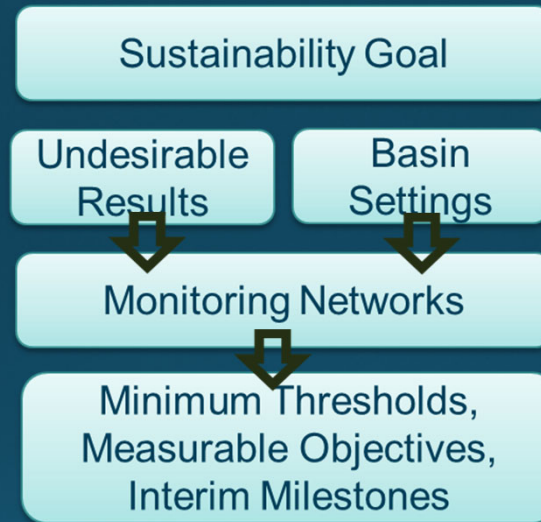 Sustainability Goal
Undesirable
Results
Basin
Settings
Monitoring Networks
Minimum Thresholds,
Measurable Objectives,
Interim Milestones